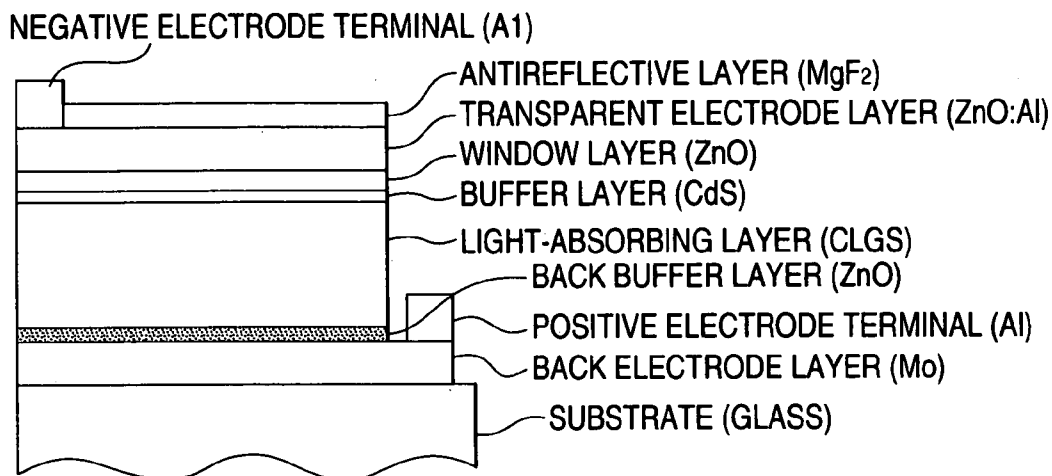 NEGATIVE ELECTRODE TERMINAL (A1)
ANTIREFLECTIVE LAYER (MgF2)
TRANSPARENT ELECTRODE LAYER (ZnO:Al)
WINDOW LAYER (ZnO)
BUFFER LAYER (CdS)
LIGHT-ABSORBING LAYER (CLGS)
BACK BUFFER LAYER (ZnO)
POSITIVE ELECTRODE TERMINAL (Al)
BACK ELECTRODE LAYER (Mo)
SUBSTRATE (GLASS)